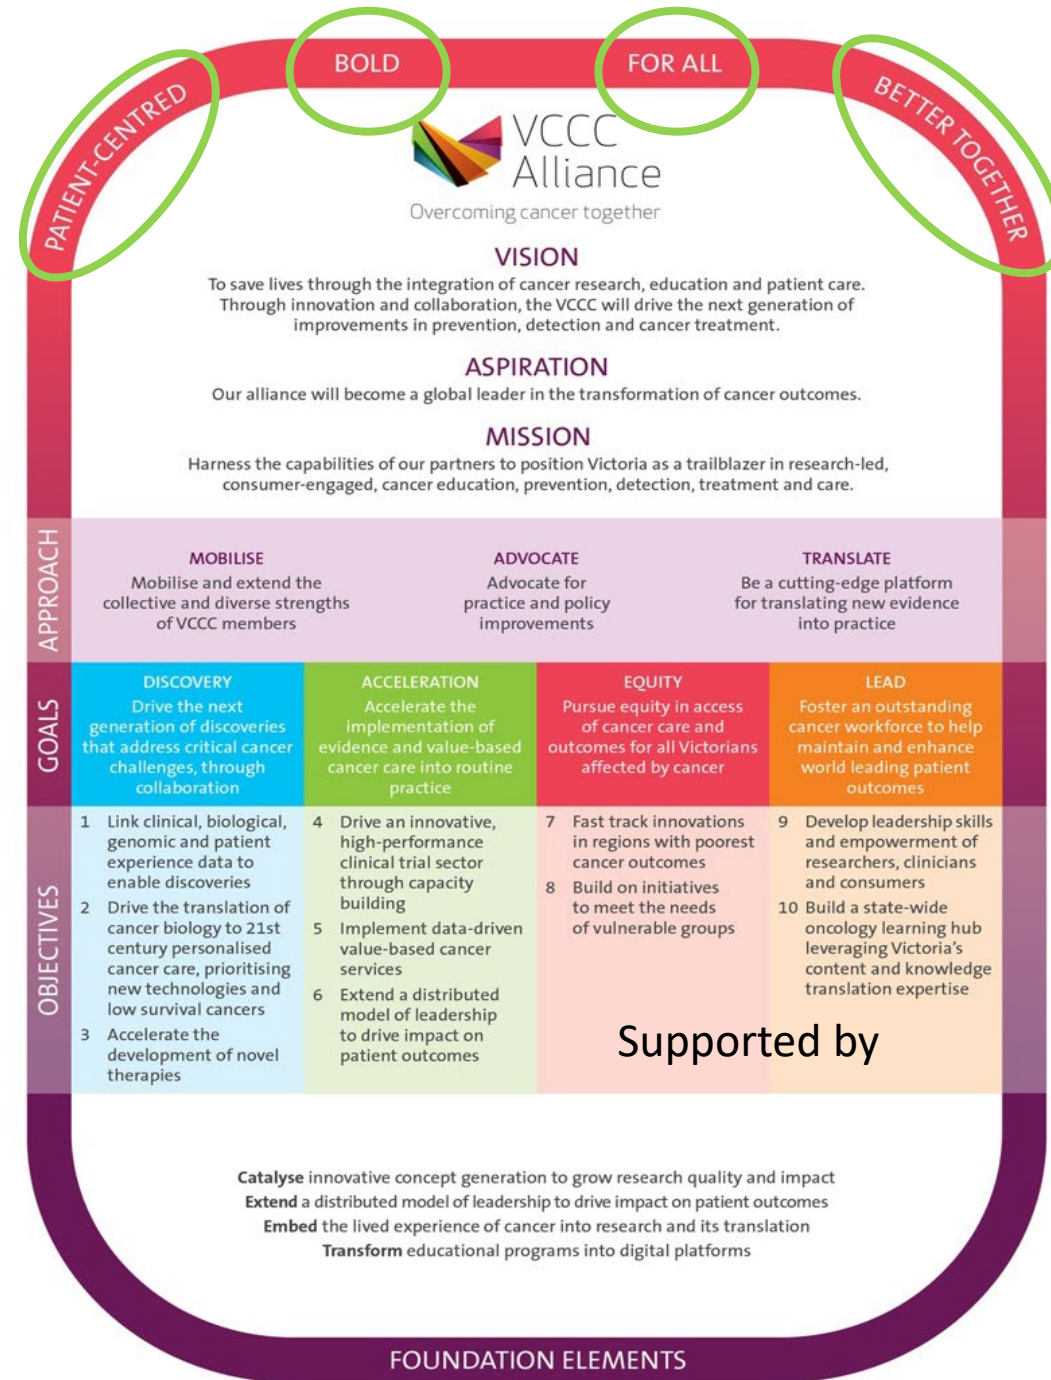 PATIENT-CENTRED
BOLD
FOR ALL
BETTER TOGETHER
VCCC
Alliance
Overcoming cancer together
VISION
To save lives through the integration of cancer research, education and patient care.
Through innovation and collaboration, the VCCC will drive the next generation of
improvements in prevention, detection and cancer treatment.
ASPIRATION
Our alliance will become a global leader in the transformation of cancer outcomes.
MISSION
Harness the capabilities of our partners to position Victoria as a trailblazer in research-led,
consumer-engaged, cancer education, prevention, detection, treatment and care.
APPROACH
MOBILISE
Mobilise and extend the
collective and diverse strengths
of VCCC members
ADVOCATE
Advocate for
practice and policy
improvements
TRANSLATE
Be a cutting-edge platform
for translating new evidence
into practice
GOALS
DISCOVERY
Drive the next
generation of discoveries
that address critical cancer
challenges, through
collaboration
ACCELERATION
Accelerate the
implementation of
evidence and value-based
cancer care into routine
practice
EQUITY
Pursue equity in access
of cancer care and
outcomes for all Victorians
affected by cancer
LEAD
Foster an outstanding
cancer workforce to help
maintain and enhance
world leading patient
outcomes
OBJECTIVES
1 Link clinical, biological,
genomic and patient
experience data to
enable discoveries
2 Drive the translation of
cancer biology to 21st
century personalised
cancer care, prioritising
new technologies and
low survival cancers
3 Accelerate the
development of novel
therapies
4 Drive an innovative,
high-performance
clinical trial sector
through capacity
building
5 Implement data-driven
value-based cancer
services
6 Extend a distributed
model of leadership
to drive impact on
patient outcomes
7 Fast track innovations
in regions with poorest
cancer outcomes
8 Build on initiatives
to meet the needs
of vulnerable groups
9 Develop leadership skills
and empowerment of
researchers, clinicians
and consumers
10 Build a state-wide
oncology learning hub
leveraging Victoria's
content and knowledge
translation expertise
Supported by
Catalyse innovative concept generation to grow research quality and impact
Extend a distributed model of leadership to drive impact on patient outcomes
Embed the lived experience of cancer into research and its translation
Transform educational programs into digital platforms
FOUNDATION ELEMENTS